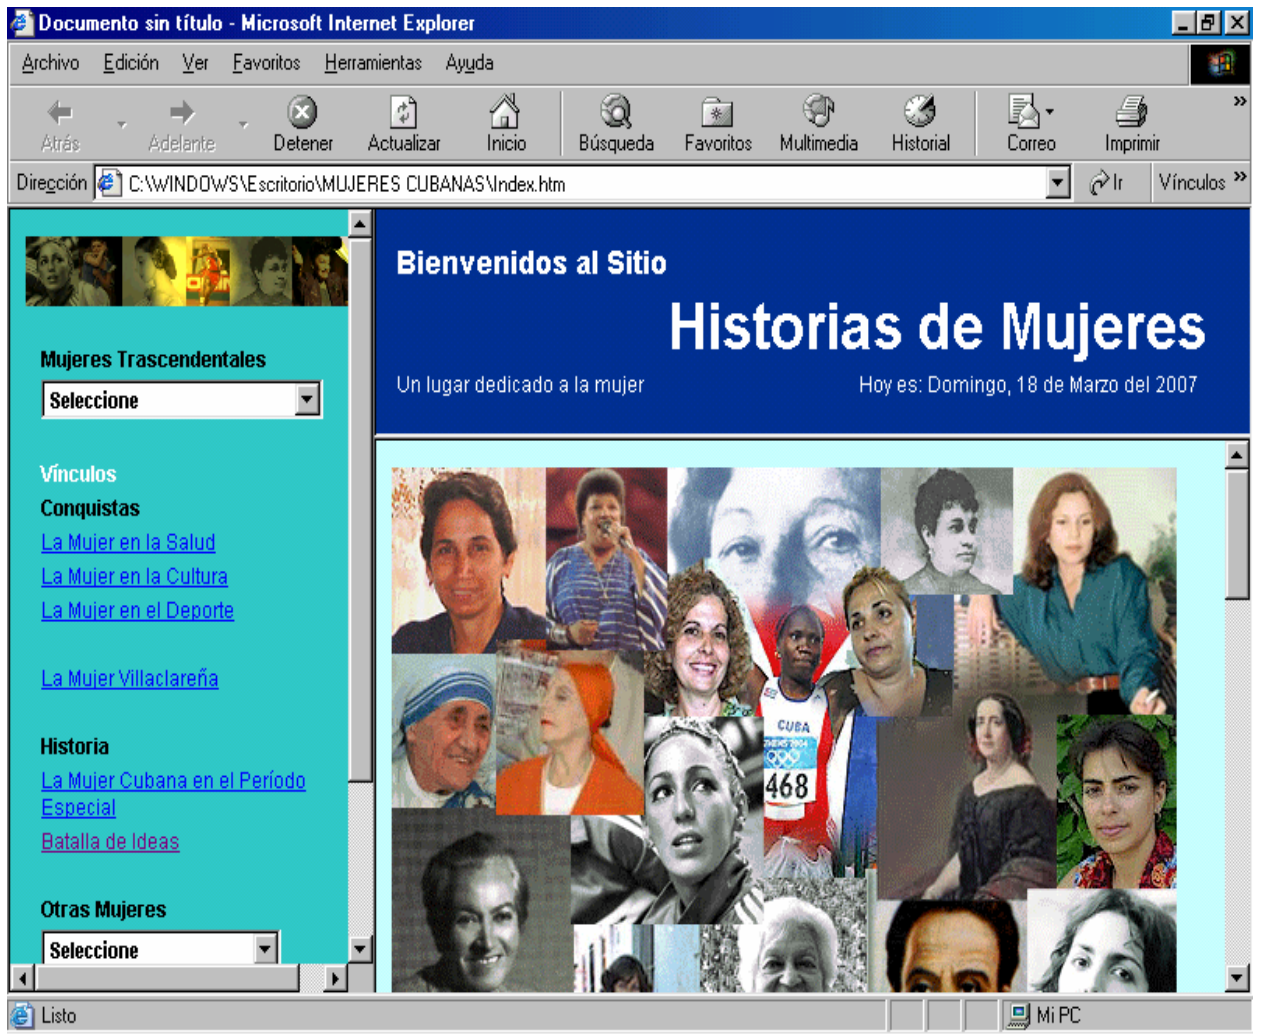 Documento sin título - Microsoft Internet Explorer
Archivo Edición Ver Favoritos Herramientas Ayuda
Atrás Adelante Detener Actualizar Inicio Búsqueda Favoritos Multimedia Historial Correo Imprimir »
Dirección C:\WINDOWS\Escritorio\MUJERES CUBANAS\Index.htm Ir Vínculos »
Bienvenidos al Sitio
Historias de Mujeres
Un lugar dedicado a la mujer Hoy es: Domingo, 18 de Marzo del 2007
Mujeres Trascendentales
Seleccione
Vínculos
Conquistas
La Mujer en la Salud
La Mujer en la Cultura
La Mujer en el Deporte
La Mujer Villaclareña
Historia
La Mujer Cubana en el Período
Especial
Batalla de Ideas
Otras Mujeres
Seleccione
CUBA
468
Listo Mi PC